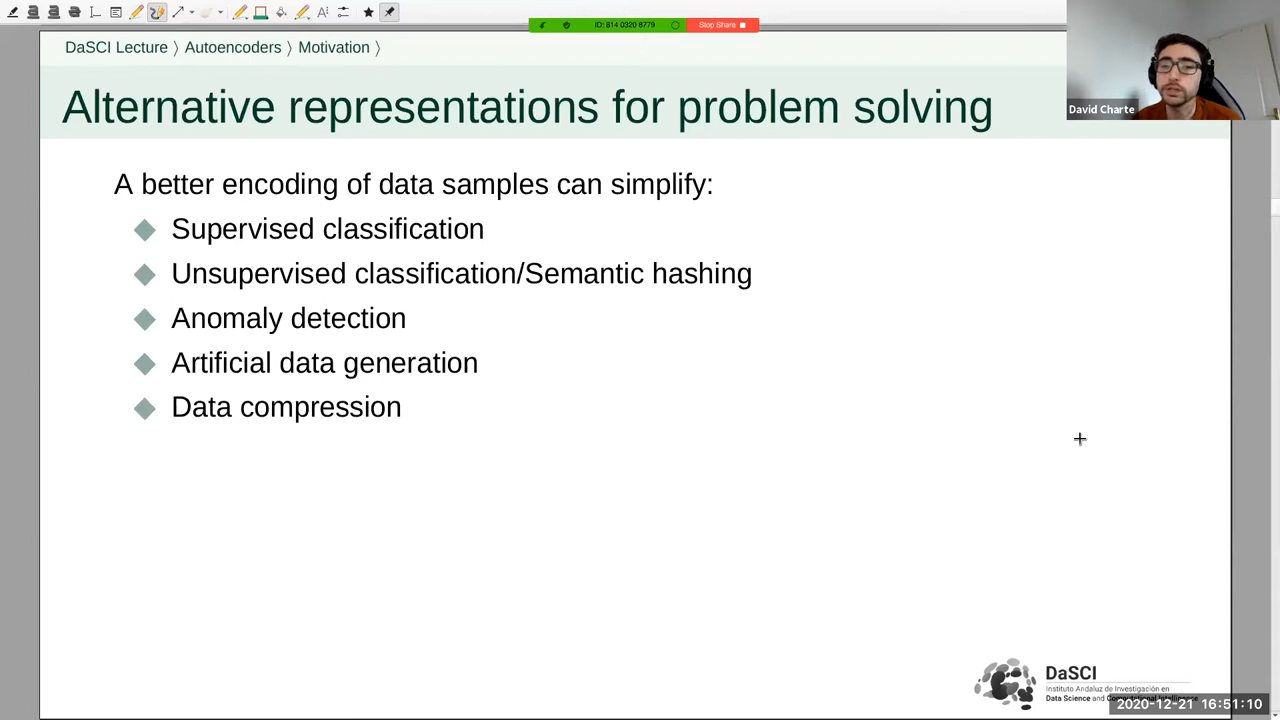 ID: 814 0320 8779
Stop Share
DaSCI Lecture 〉 Autoencoders 〉 Motivation 〉
Alternative representations for problem solving
David Charte
A better encoding of data samples can simplify:
Supervised classification
Unsupervised classification/Semantic hashing
Anomaly detection
Artificial data generation
Data compression
DaSCI
Instituto Andaluz de Investigación en
Data Science and Computational Intelligence
2020-12-21 16:51:10